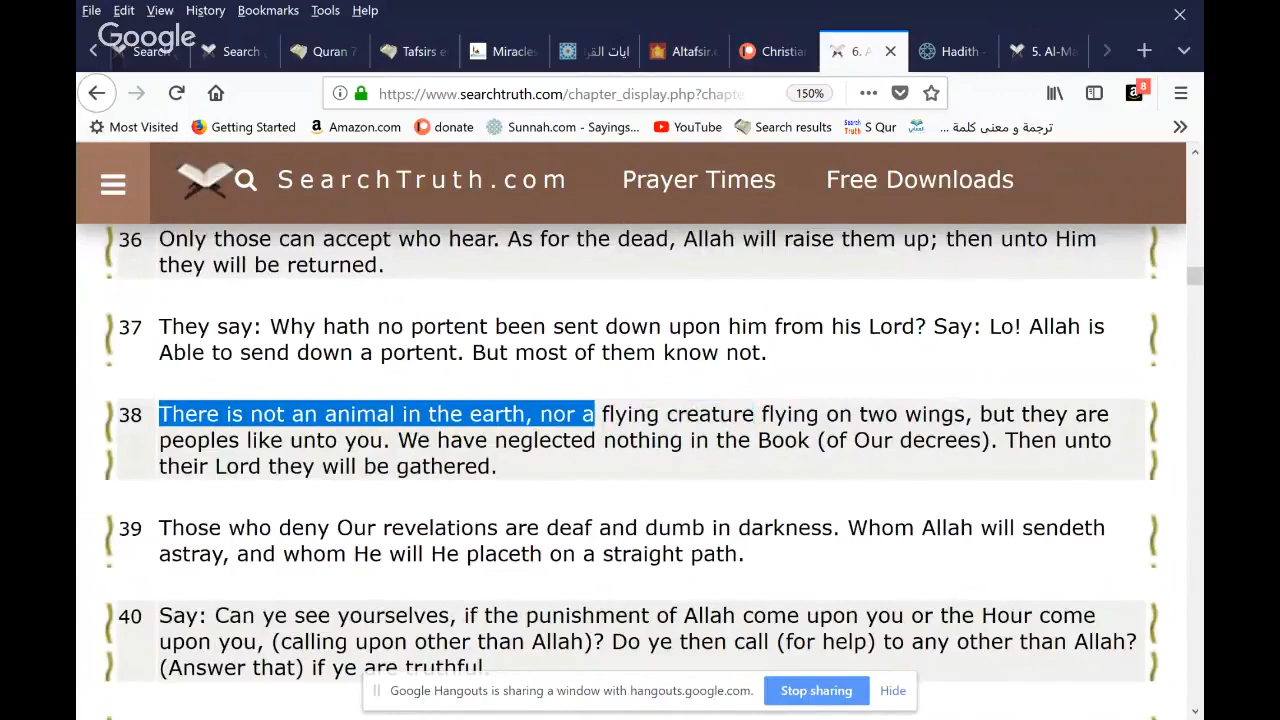 File Edit View History Bookmarks Tools Help
Google
Search Search Quran 7 Tafsirs e Miracles ايات القر Altafsir.c Christia 6. A Hadith - 5. Al-Ma
https://www.searchtruth.com/chapter_display.php?chapte 150% 8
Most Visited Getting Started Amazon.com donate Sunnah.com - Sayings... YouTube Search results Search Truth S Qur ترجمة و معنى كلمة ...
SearchTruth.com Prayer Times Free Downloads
36 Only those can accept who hear. As for the dead, Allah will raise them up; then unto Him
they will be returned.
37 They say: Why hath no portent been sent down upon him from his Lord? Say: Lo! Allah is
Able to send down a portent. But most of them know not.
38 There is not an animal in the earth, nor a flying creature flying on two wings, but they are
peoples like unto you. We have neglected nothing in the Book (of Our decrees). Then unto
their Lord they will be gathered.
39 Those who deny Our revelations are deaf and dumb in darkness. Whom Allah will sendeth
astray, and whom He will He placeth on a straight path.
40 Say: Can ye see yourselves, if the punishment of Allah come upon you or the Hour come
upon you, (calling upon other than Allah)? Do ye then call (for help) to any other than Allah?
(Answer that) if ye are truthful.
Google Hangouts is sharing a window with hangouts.google.com. Stop sharing Hide